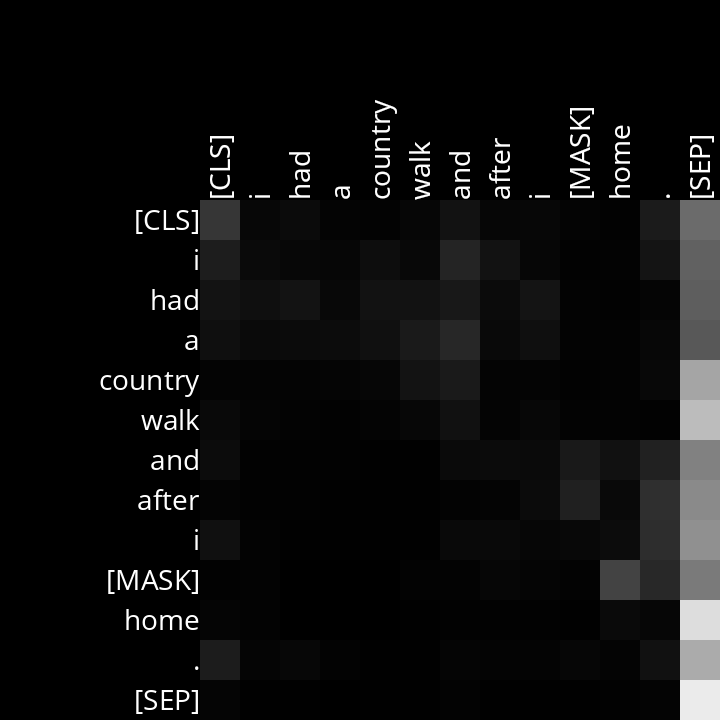 [CLS] i had a country walk and after i [MASK] home . [SEP]
[CLS]
i
had
a
country
walk
and
after
i
[MASK]
home
.
[SEP]